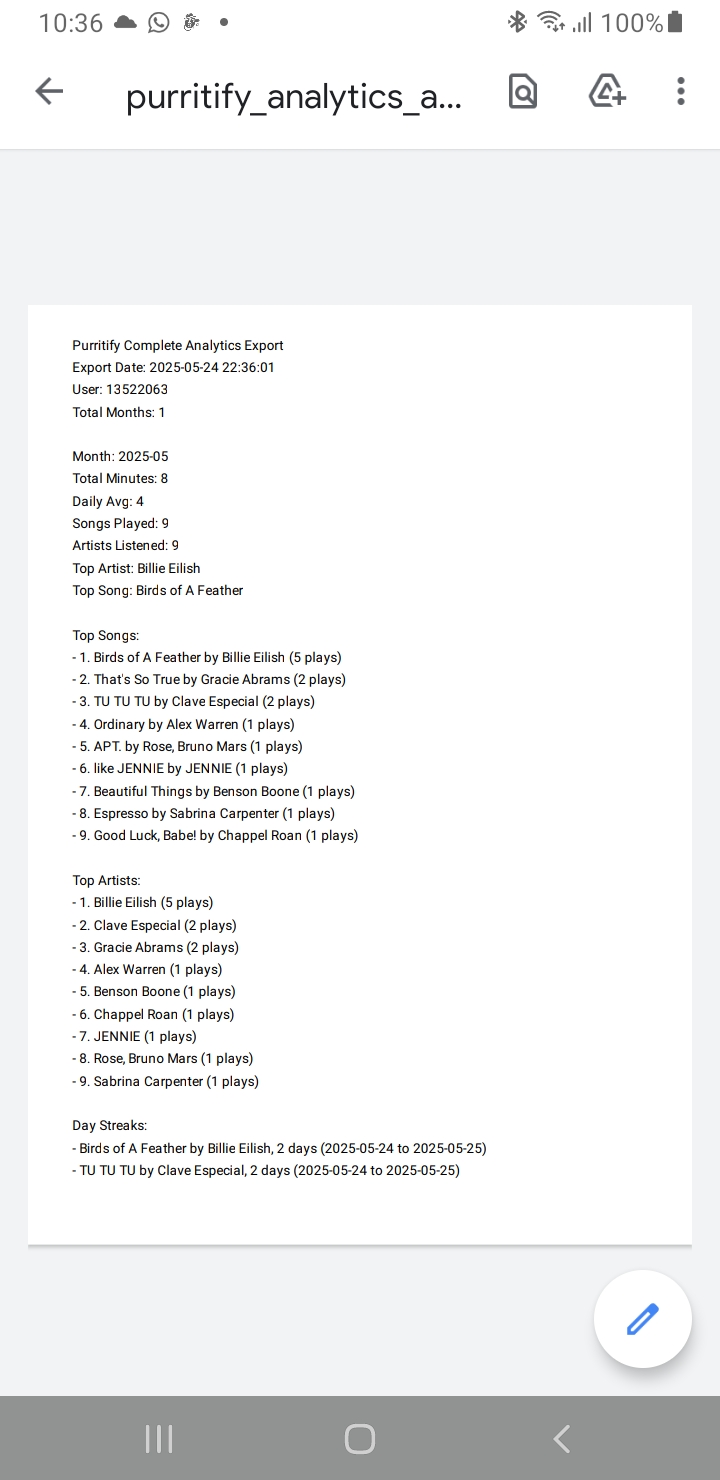 10:36
100%
purritify_analytics_a...
Purritify Complete Analytics Export
Export Date: 2025-05-24 22:36:01
User: 13522063
Total Months: 1
Month: 2025-05
Total Minutes: 8
Daily Avg: 4
Songs Played: 9
Artists Listened: 9
Top Artist: Billie Eilish
Top Song: Birds of A Feather
Top Songs:
- 1. Birds of A Feather by Billie Eilish (5 plays)
- 2. That's So True by Gracie Abrams (2 plays)
- 3. TU TU TU by Clave Especial (2 plays)
- 4. Ordinary by Alex Warren (1 plays)
- 5. APT. by Rose, Bruno Mars (1 plays)
- 6. like JENNIE by JENNIE (1 plays)
- 7. Beautiful Things by Benson Boone (1 plays)
- 8. Espresso by Sabrina Carpenter (1 plays)
- 9. Good Luck, Babe! by Chappel Roan (1 plays)
Top Artists:
- 1. Billie Eilish (5 plays)
- 2. Clave Especial (2 plays)
- 3. Gracie Abrams (2 plays)
- 4. Alex Warren (1 plays)
- 5. Benson Boone (1 plays)
- 6. Chappel Roan (1 plays)
- 7. JENNIE (1 plays)
- 8. Rose, Bruno Mars (1 plays)
- 9. Sabrina Carpenter (1 plays)
Day Streaks:
- Birds of A Feather by Billie Eilish, 2 days (2025-05-24 to 2025-05-25)
- TU TU TU by Clave Especial, 2 days (2025-05-24 to 2025-05-25)